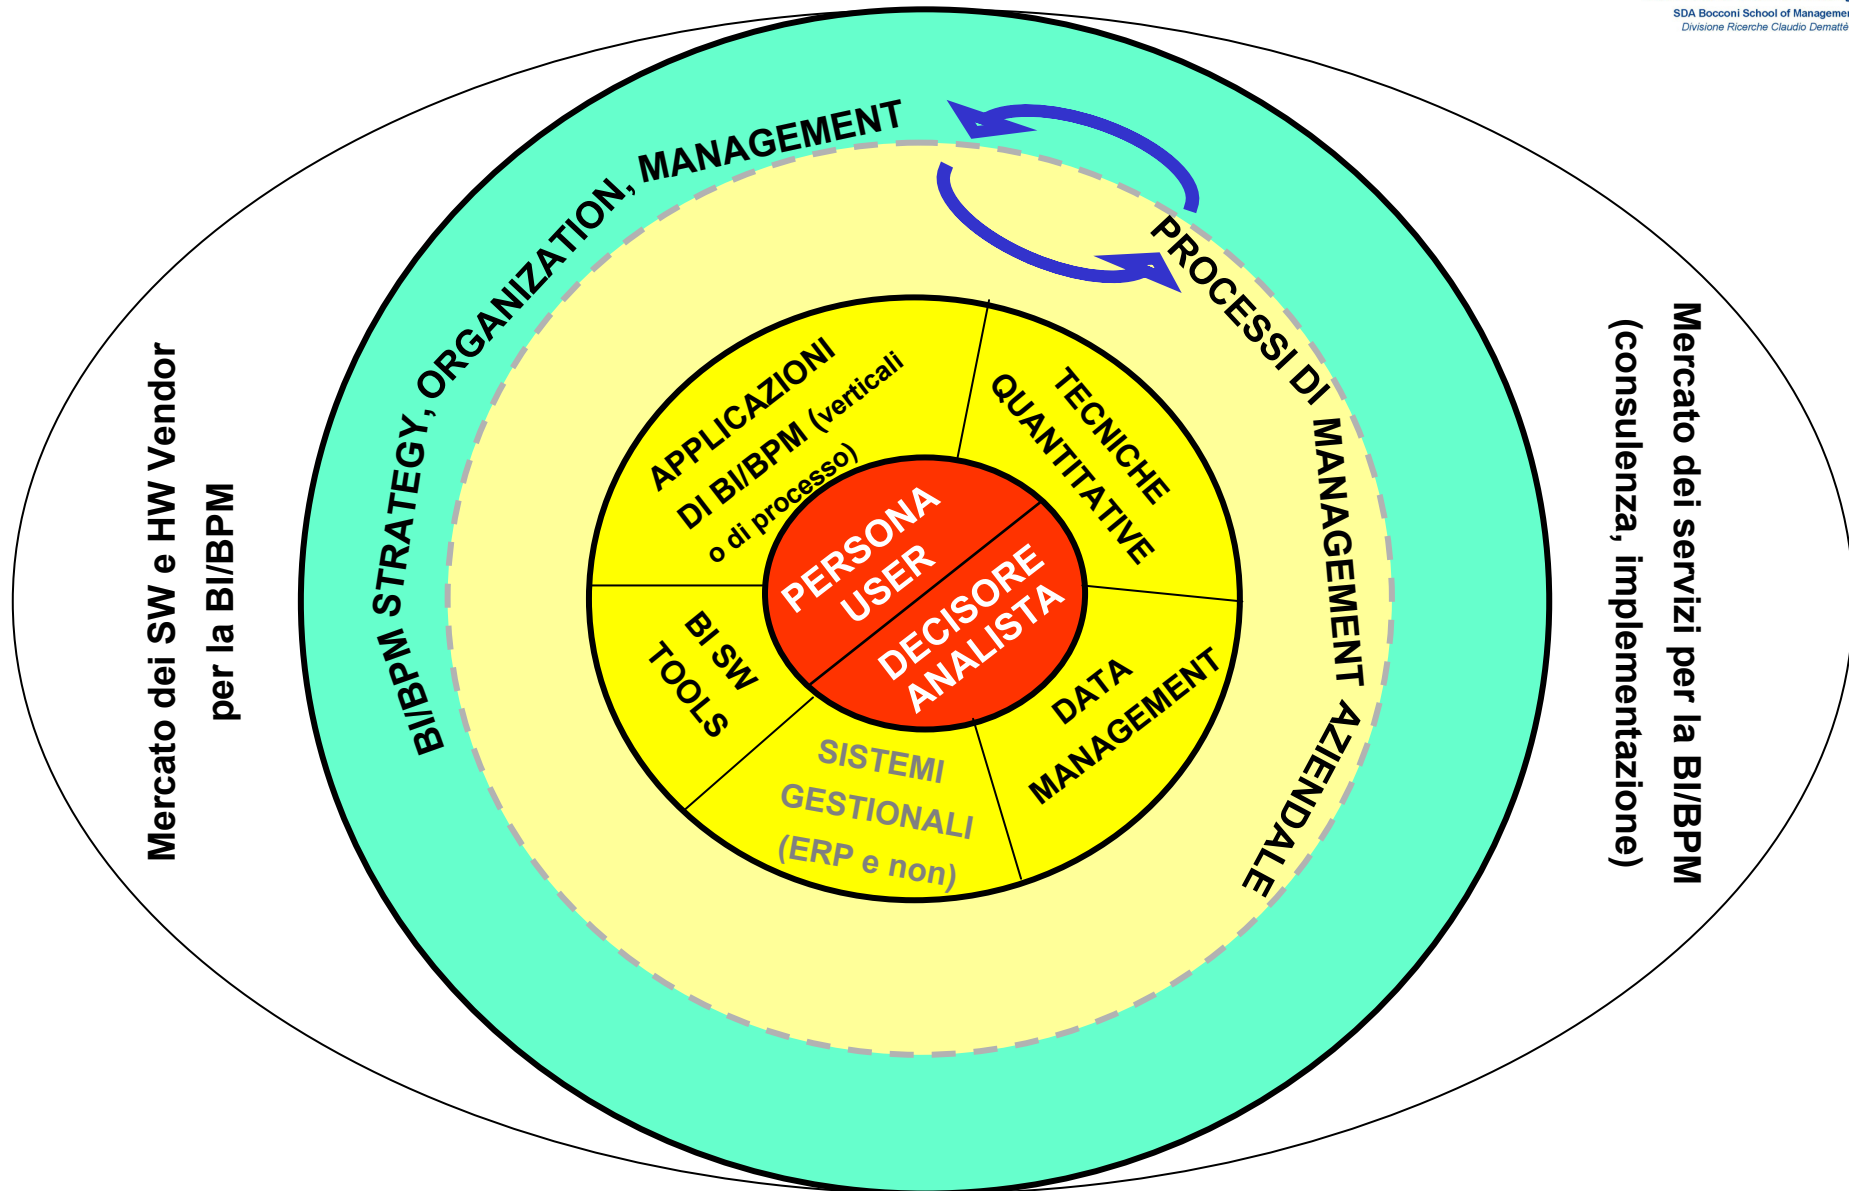 SDA Bocconi School of Managemen
Divisione Ricerche Claudio Dematté
BI/BPM STRATEGY, ORGANIZATION, MANAGEMENT
PROCESSI DI MANAGEMENT AZIENDALE
Mercato dei SW e HW Vendor
per la BI/BPM
Mercato dei servizi per la BI/BPM
(consulenza, implementazione)
APPLICAZIONI
DI BI/BPM (verticali
o di processo)
TECNICHE
QUANTITATIVE
PERSONA
USER
DECISORE
ANALISTA
BI SW
TOOLS
DATA
MANAGEMENT
SISTEMI
GESTIONALI
(ERP e non)